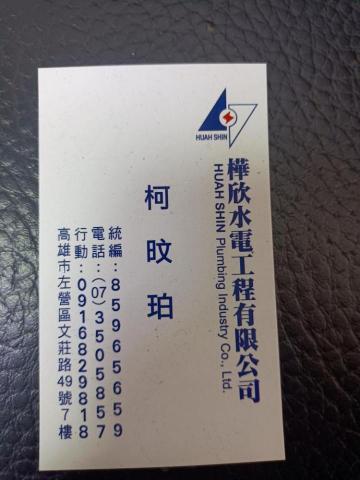 HUAH SHIN
樺欣水電工程有限公司
HUAH SHIN Plumbing Industry Co., Ltd.
柯旼珀
統編:85965659
電話:(07)3505857
行動:0916829818
高雄市左營區文莊路49號7樓